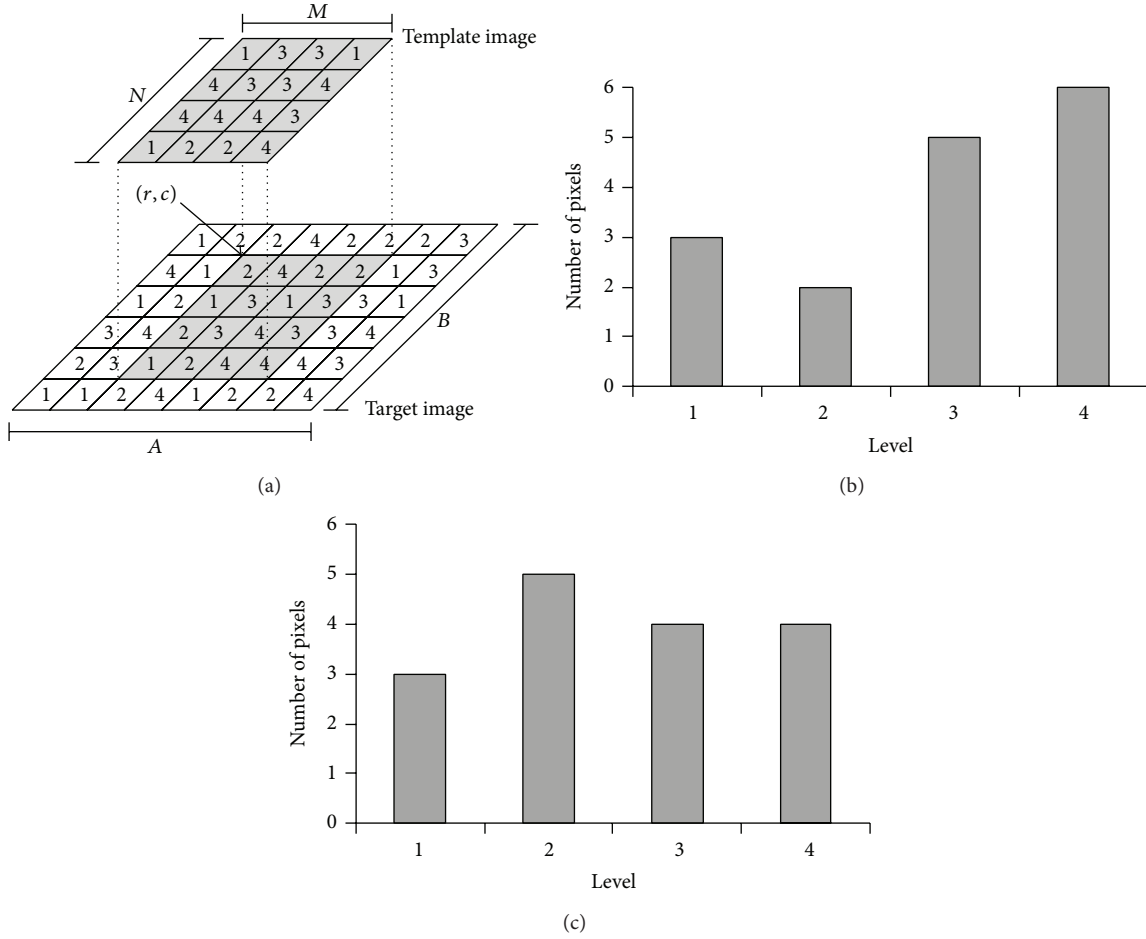 M
Template image
1 3 3 1
N
4 3 3 4
4 4 4 3
1 2 2 4
(r, c)
1 2 2 4 2 2 2 3
4 1 2 4 2 2 1 3
1 2 1 3 1 3 3 1
B
3 4 2 3 4 3 3 4
2 3 1 2 4 4 4 3
1 1 2 4 1 2 2 4
Target image
A
(a)
Number of pixels
6
5
4
3
2
1
0
1 2 3 4
Level
(b)
Number of pixels
6
5
4
3
2
1
0
1 2 3 4
Level
(c)